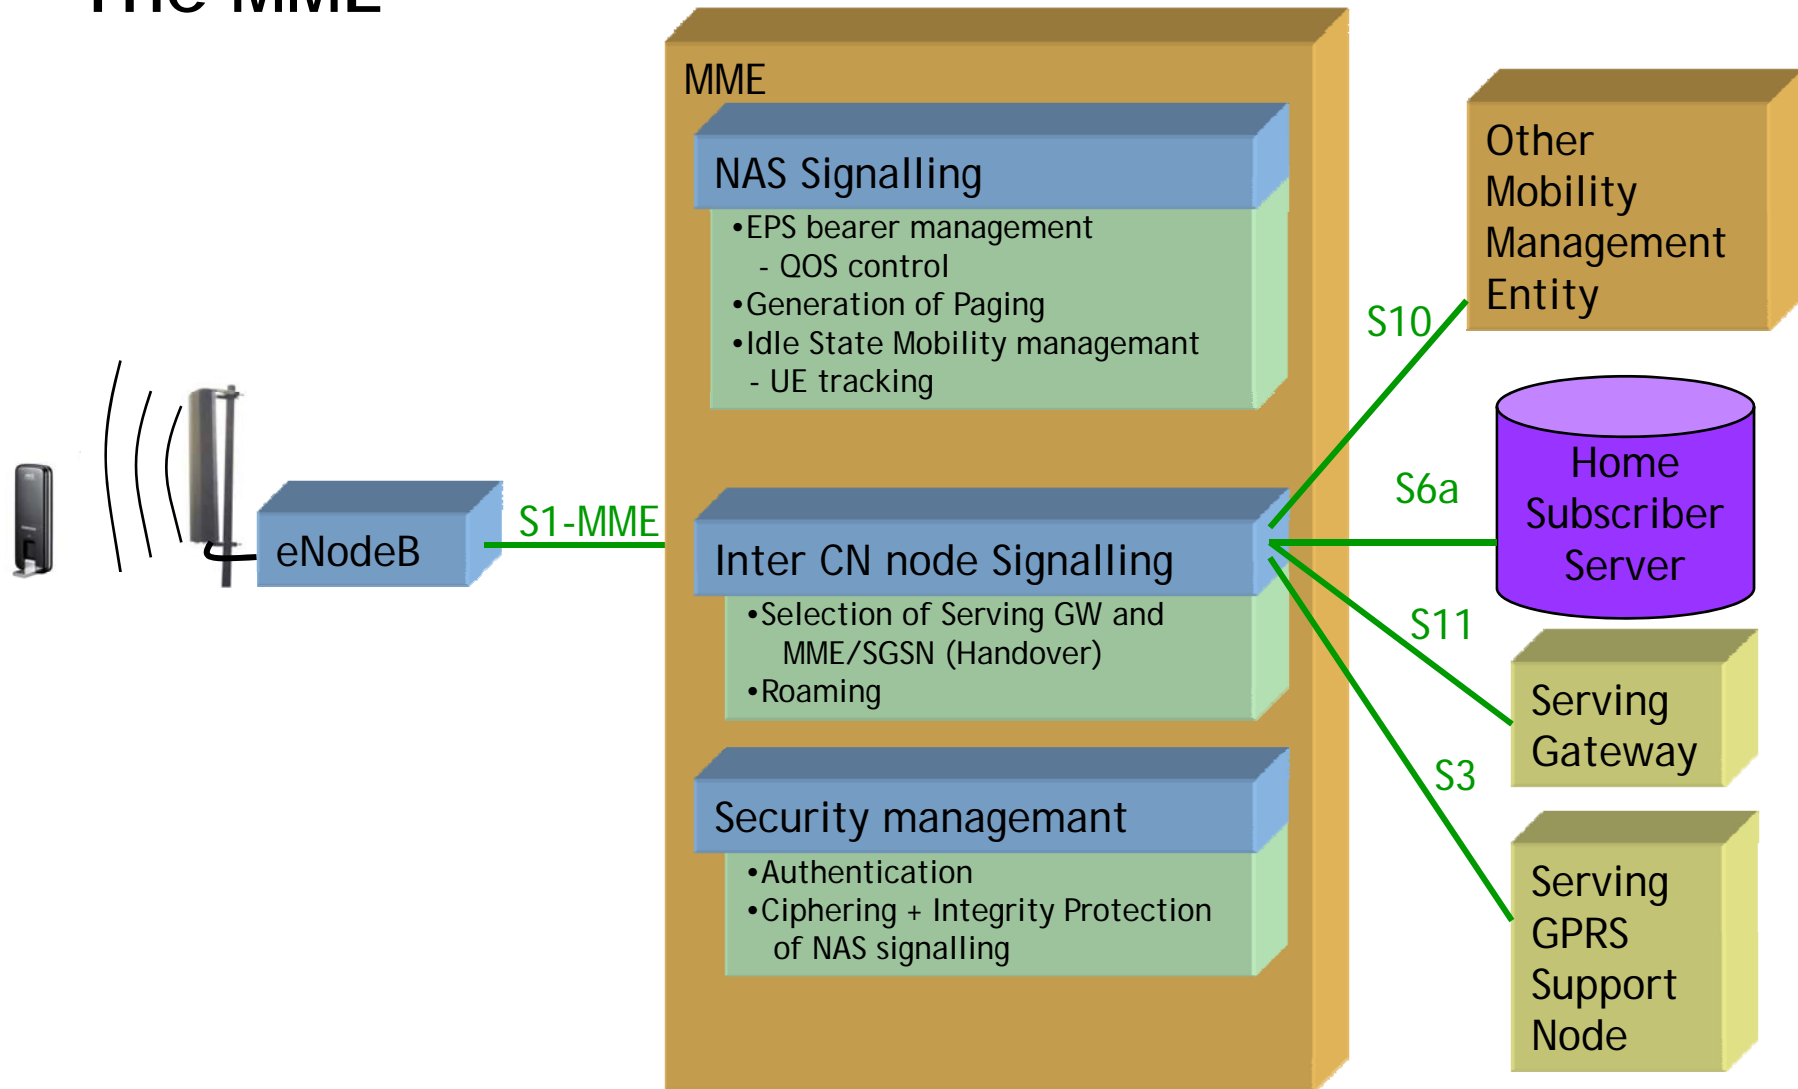 The MME
MME
NAS Signalling
•EPS bearer management
- QOS control
•Generation of Paging
•Idle State Mobility managemant
- UE tracking
eNodeB
S1-MME
Inter CN node Signalling
•Selection of Serving GW and
MME/SGSN (Handover)
•Roaming
Security managemant
•Authentication
•Ciphering + Integrity Protection
of NAS signalling
S10
S6a
S11
S3
Other
Mobility
Management
Entity
Home
Subscriber
Server
Serving
Gateway
Serving
GPRS
Support
Node